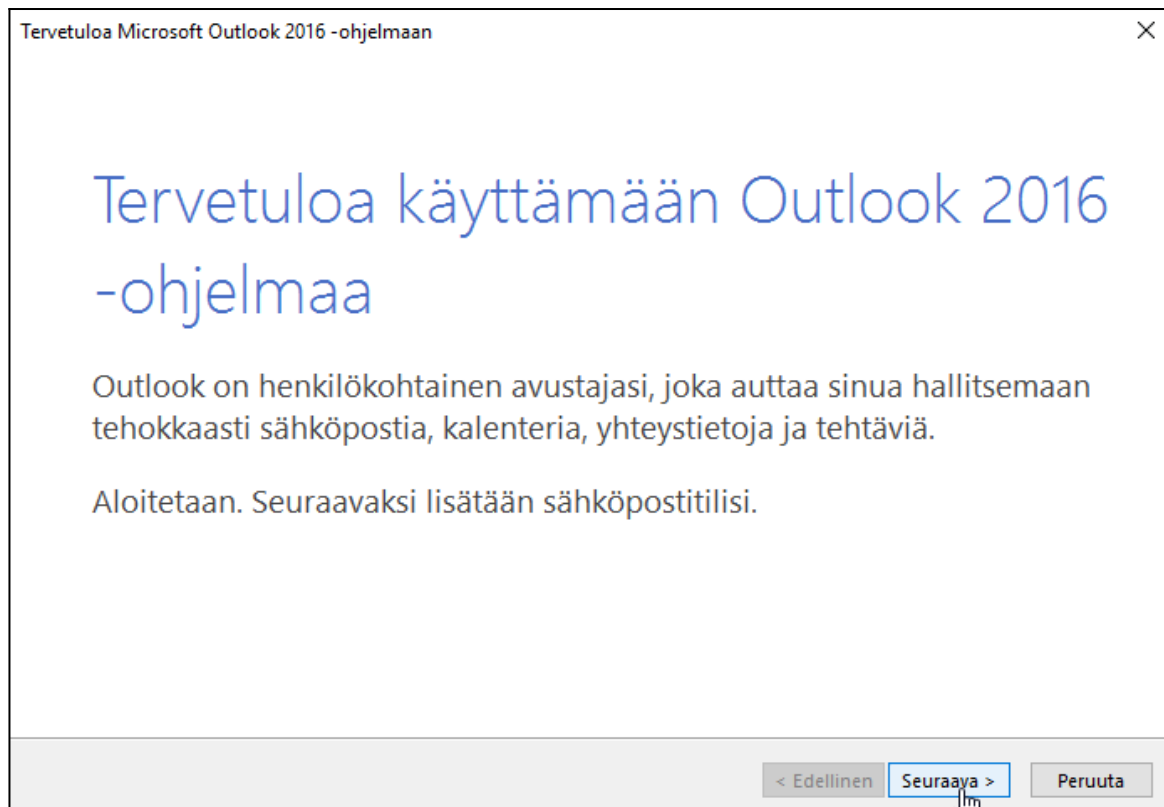 Tervetuloa Microsoft Outlook 2016 -ohjelmaan
Tervetuloa käyttämään Outlook 2016
-ohjelmaa
Outlook on henkilökohtainen avustajasi, joka auttaa sinua hallitsemaan
tehokkaasti sähköpostia, kalenteria, yhteystietoja ja tehtäviä.
Aloitetaan. Seuraavaksi lisätään sähköpostitilisi.
< Edellinen Seuraava > Peruuta